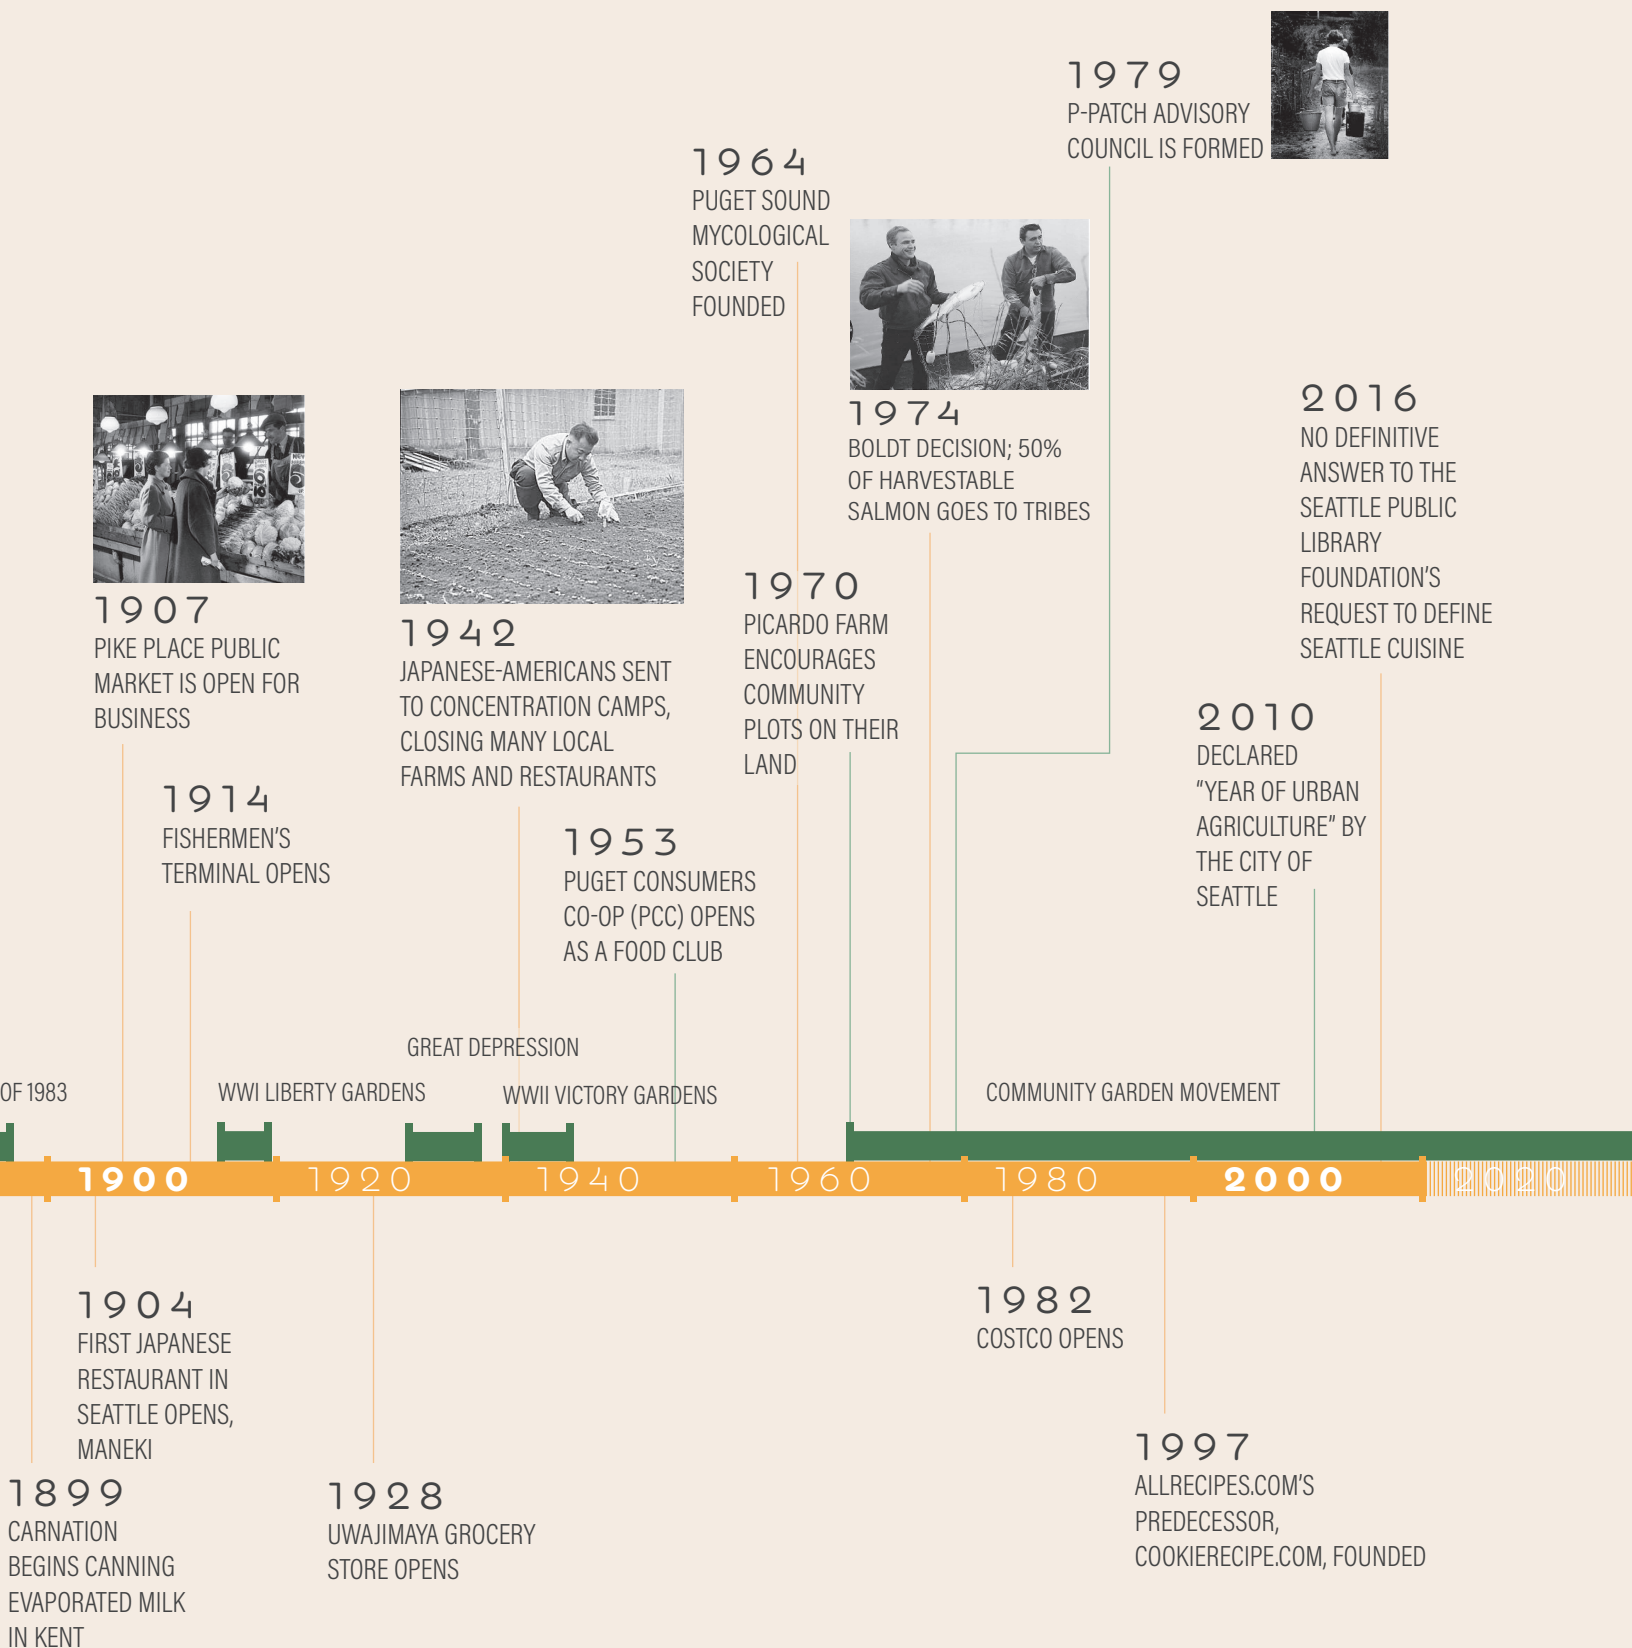 1979
P-PATCH ADVISORY
COUNCIL IS FORMED
1964
PUGET SOUND
MYCOLOGICAL
SOCIETY
FOUNDED
1974
BOLDT DECISION; 50%
OF HARVESTABLE
SALMON GOES TO TRIBES
2016
NO DEFINITIVE
ANSWER TO THE
SEATTLE PUBLIC
LIBRARY
FOUNDATION’S
REQUEST TO DEFINE
SEATTLE CUISINE
1907
PIKE PLACE PUBLIC
MARKET IS OPEN FOR
BUSINESS
1942
JAPANESE-AMERICANS SENT
TO CONCENTRATION CAMPS,
CLOSING MANY LOCAL
FARMS AND RESTAURANTS
1970
PICARDO FARM
ENCOURAGES
COMMUNITY
PLOTS ON THEIR
LAND
2010
DECLARED
“YEAR OF URBAN
AGRICULTURE” BY
THE CITY OF
SEATTLE
1914
FISHERMEN’S
TERMINAL OPENS
1953
PUGET CONSUMERS
CO-OP (PCC) OPENS
AS A FOOD CLUB
GREAT DEPRESSION
OF 1983
WWI LIBERTY GARDENS
WWII VICTORY GARDENS
COMMUNITY GARDEN MOVEMENT
1900
1920
1940
1960
1980
2000
2020
1904
FIRST JAPANESE
RESTAURANT IN
SEATTLE OPENS,
MANEKI
1982
COSTCO OPENS
1899
CARNATION
BEGINS CANNING
EVAPORATED MILK
IN KENT
1928
UWAJIMAYA GROCERY
STORE OPENS
1997
ALLRECIPES.COM’S
PREDECESSOR,
COOKIERECIPE.COM, FOUNDED